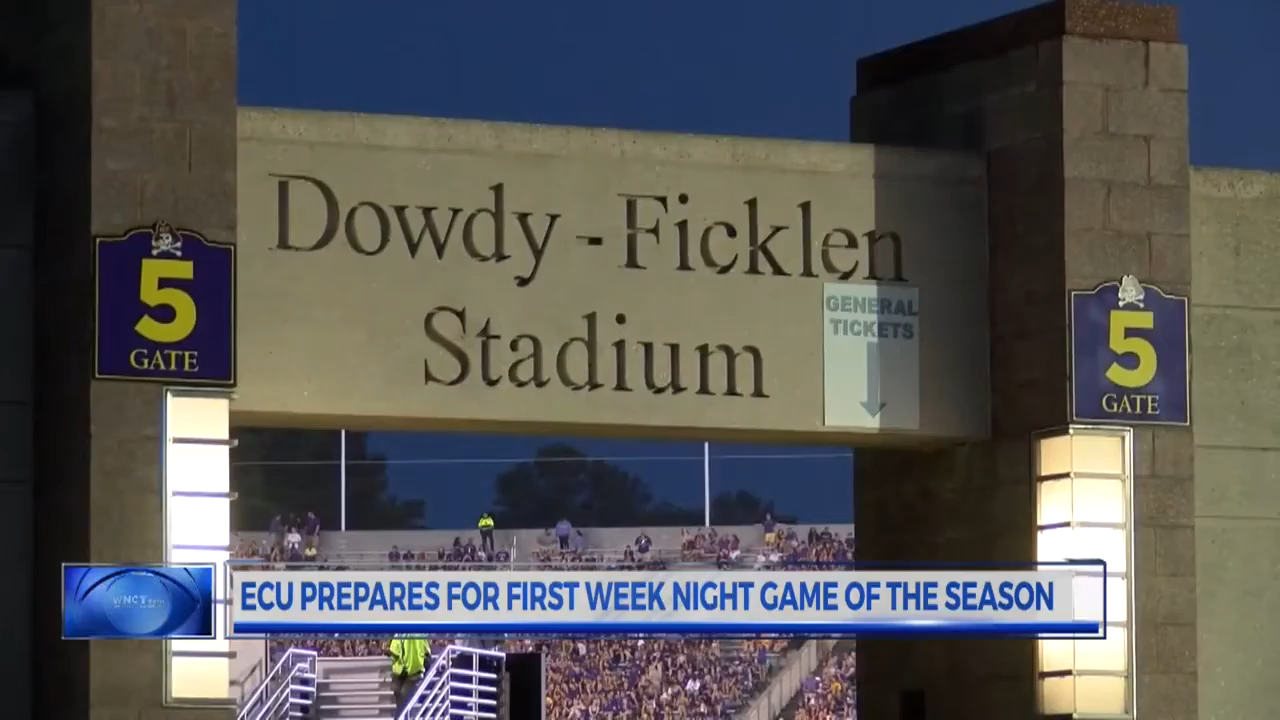 Dowdy - Ficklen
Stadium
5
GATE
GENERAL
TICKETS
5
GATE
WNCT
ECU PREPARES FOR FIRST WEEK NIGHT GAME OF THE SEASON